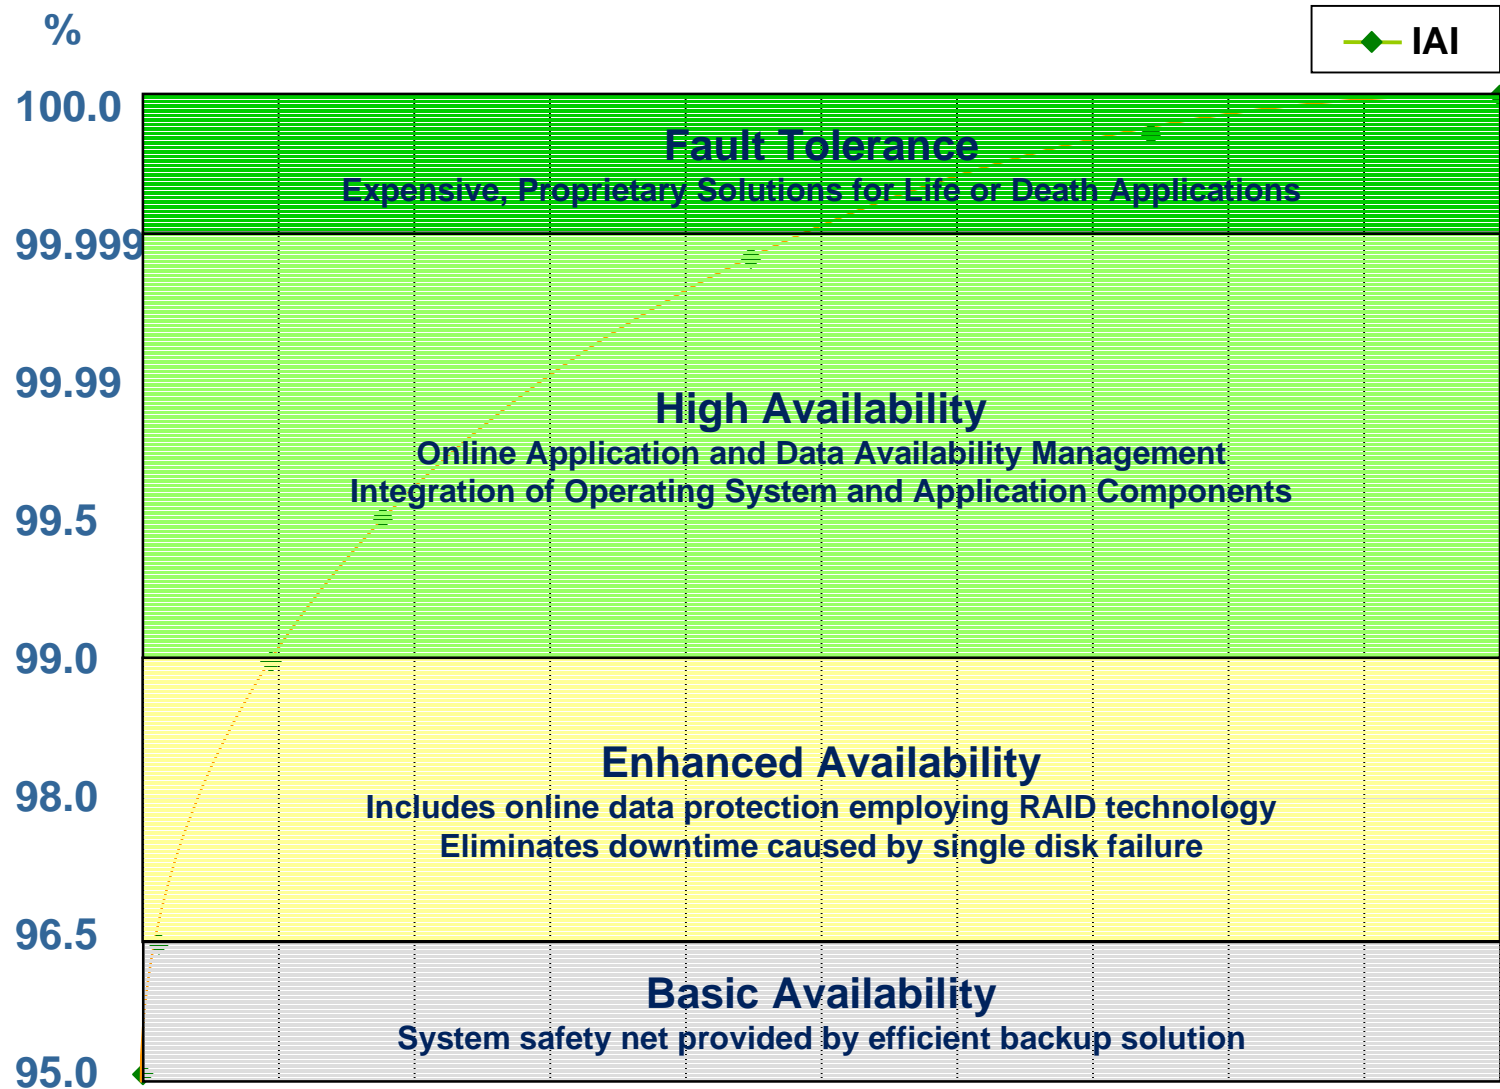 %
IAI
100.0
Fault Tolerance
Expensive, Proprietary Solutions for Life or Death Applications
99.999
99.99
High Availability
Online Application and Data Availability Management
Integration of Operating System and Application Components
99.5
99.0
Enhanced Availability
98.0
Includes online data protection employing RAID technology
Eliminates downtime caused by single disk failure
96.5
Basic Availability
System safety net provided by efficient backup solution
95.0